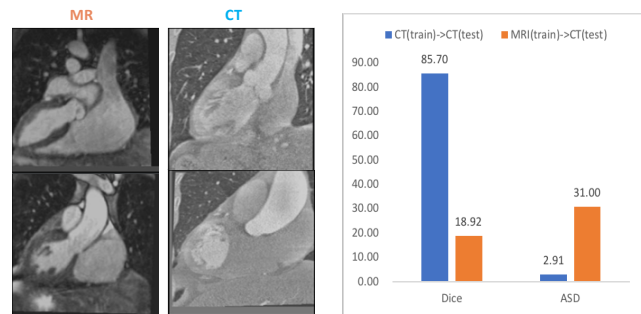 MR
CT
CT(train)->CT(test)
MRI(train)->CT(test)
90.00
80.00
70.00
60.00
50.00
40.00
30.00
20.00
10.00
0.00
85.70
18.92
2.91
31.00
Dice
ASD